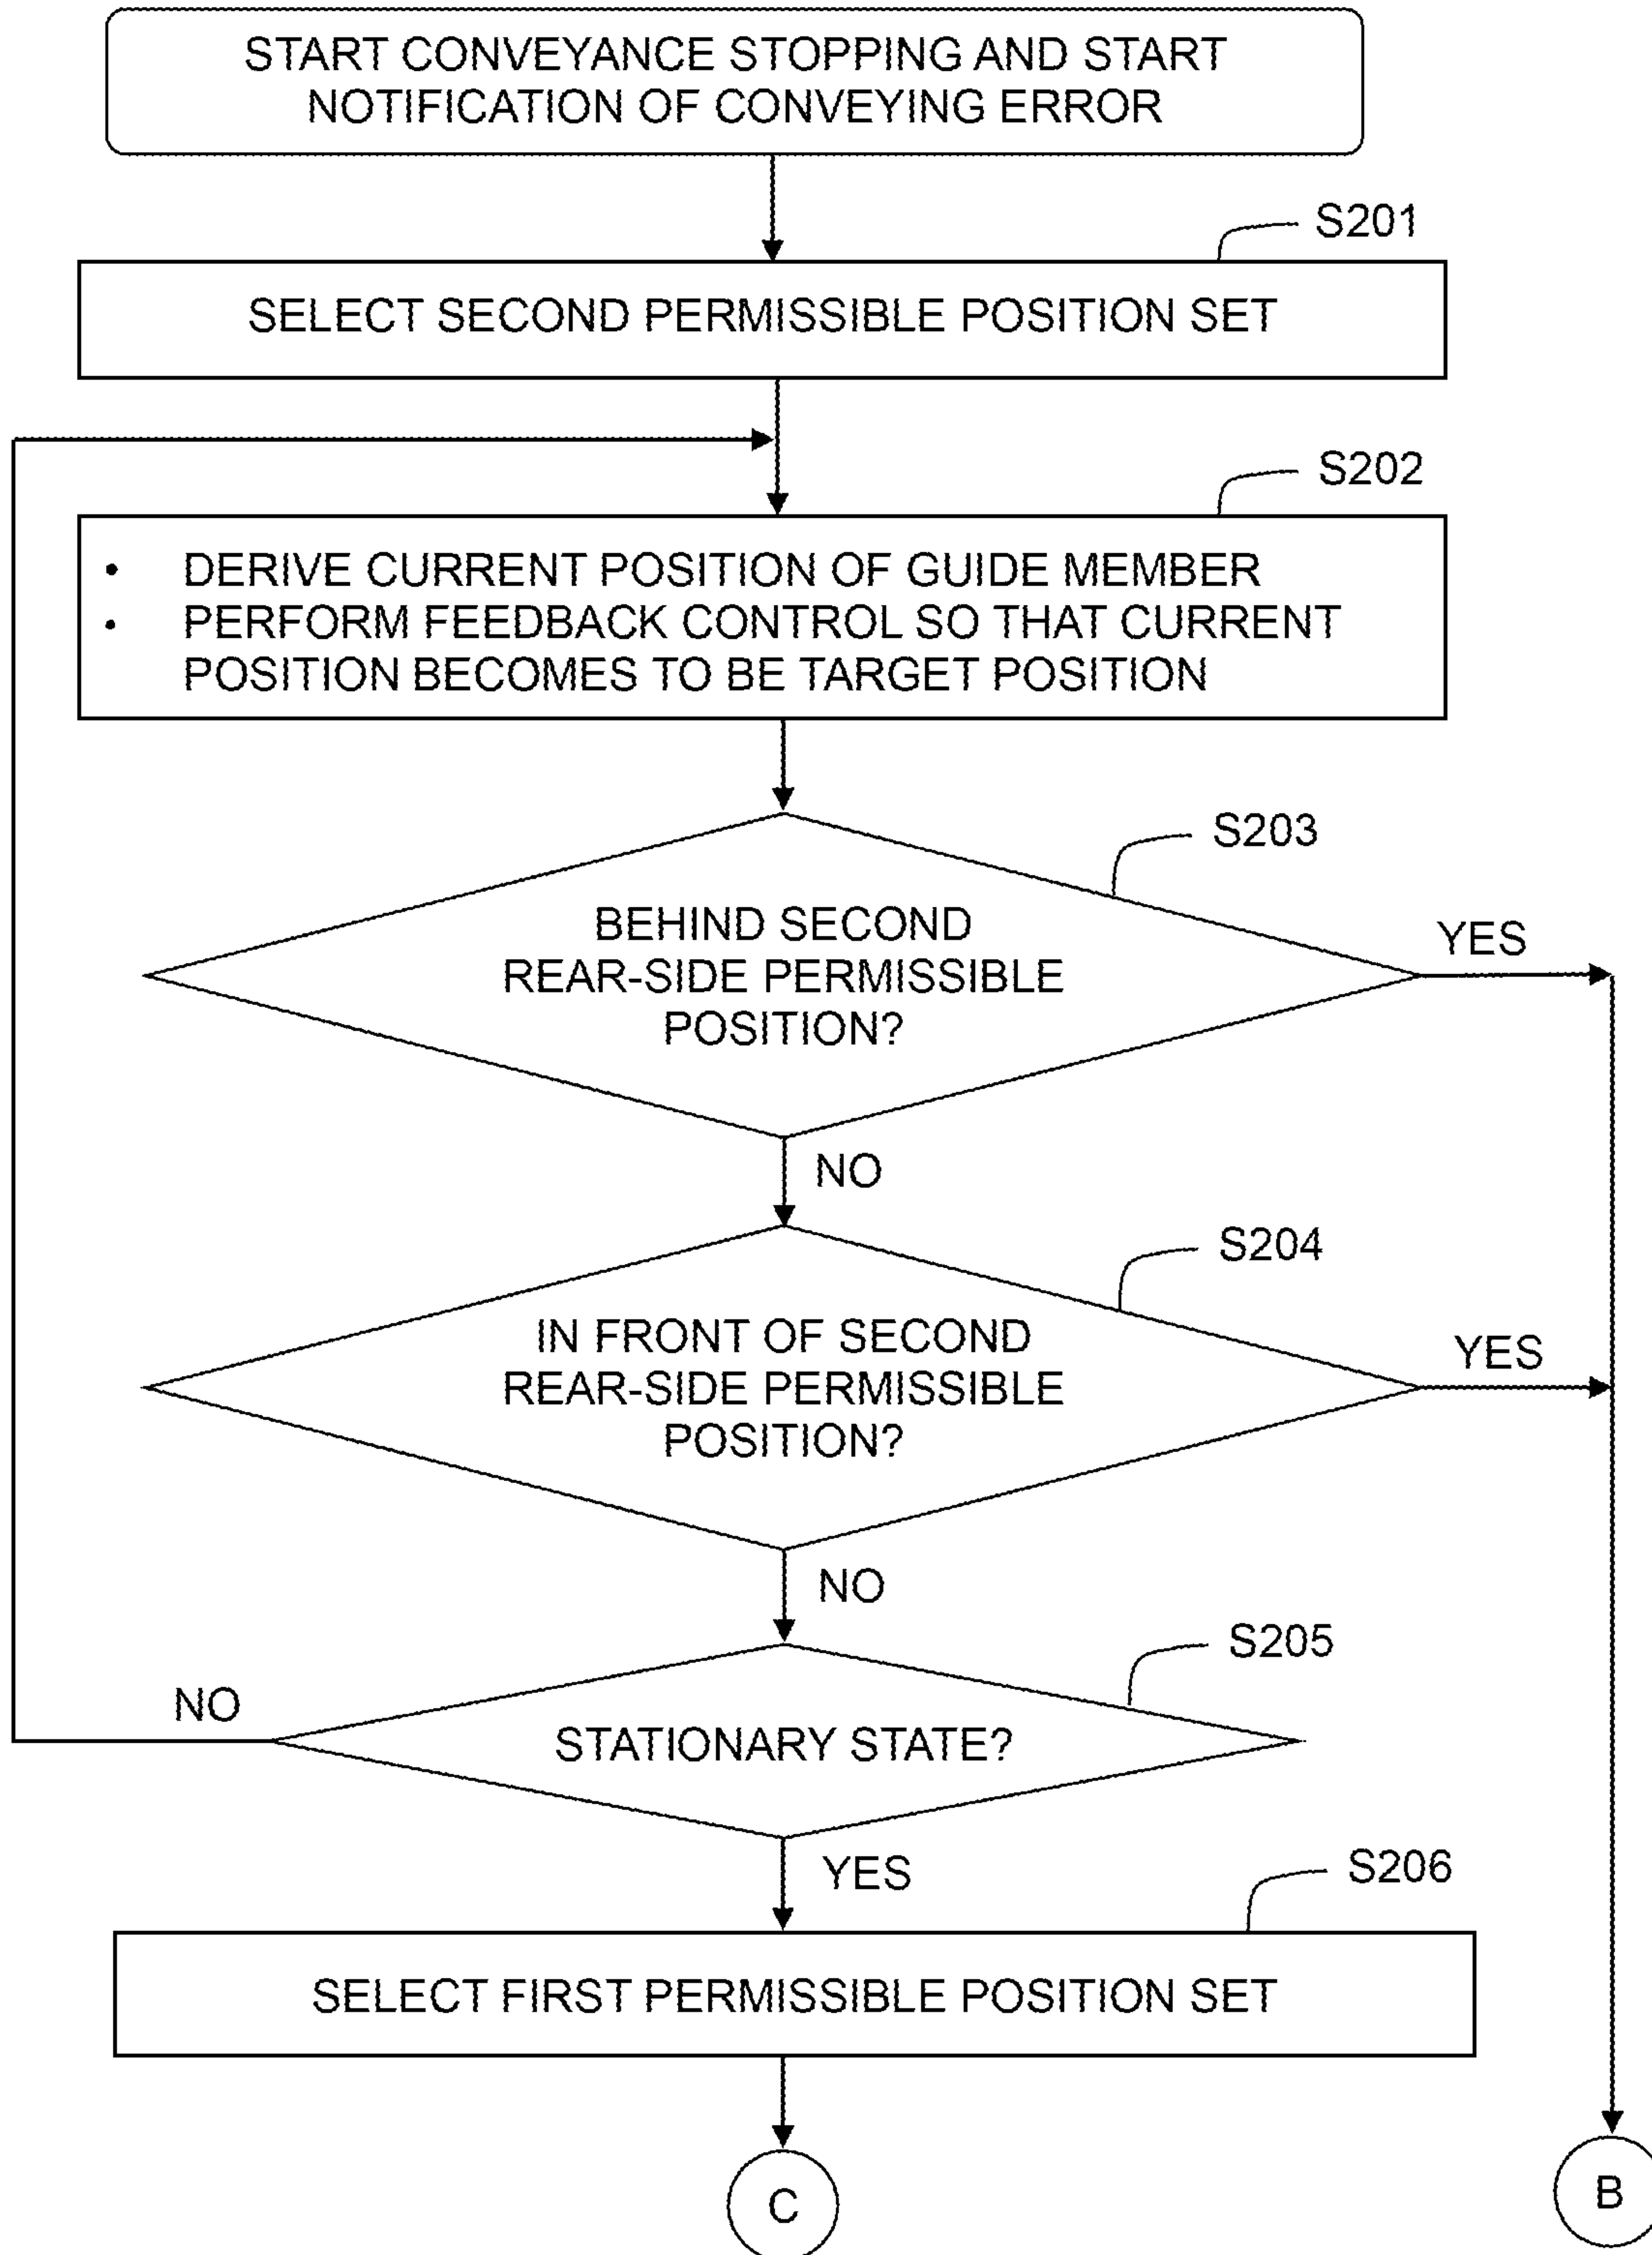 START CONVEYANCE STOPPING AND START
NOTIFICATION OF CONVEYING ERROR
S201
SELECT SECOND PERMISSIBLE POSITION SET
S202
• DERIVE CURRENT POSITION OF GUIDE MEMBER
• PERFORM FEEDBACK CONTROL SO THAT CURRENT
POSITION BECOMES TO BE TARGET POSITION
S203
BEHIND SECOND
REAR-SIDE PERMISSIBLE
POSITION?
YES
NO
S204
IN FRONT OF SECOND
REAR-SIDE PERMISSIBLE
POSITION?
YES
NO
S205
STATIONARY STATE?
NO
YES
S206
SELECT FIRST PERMISSIBLE POSITION SET
C
B